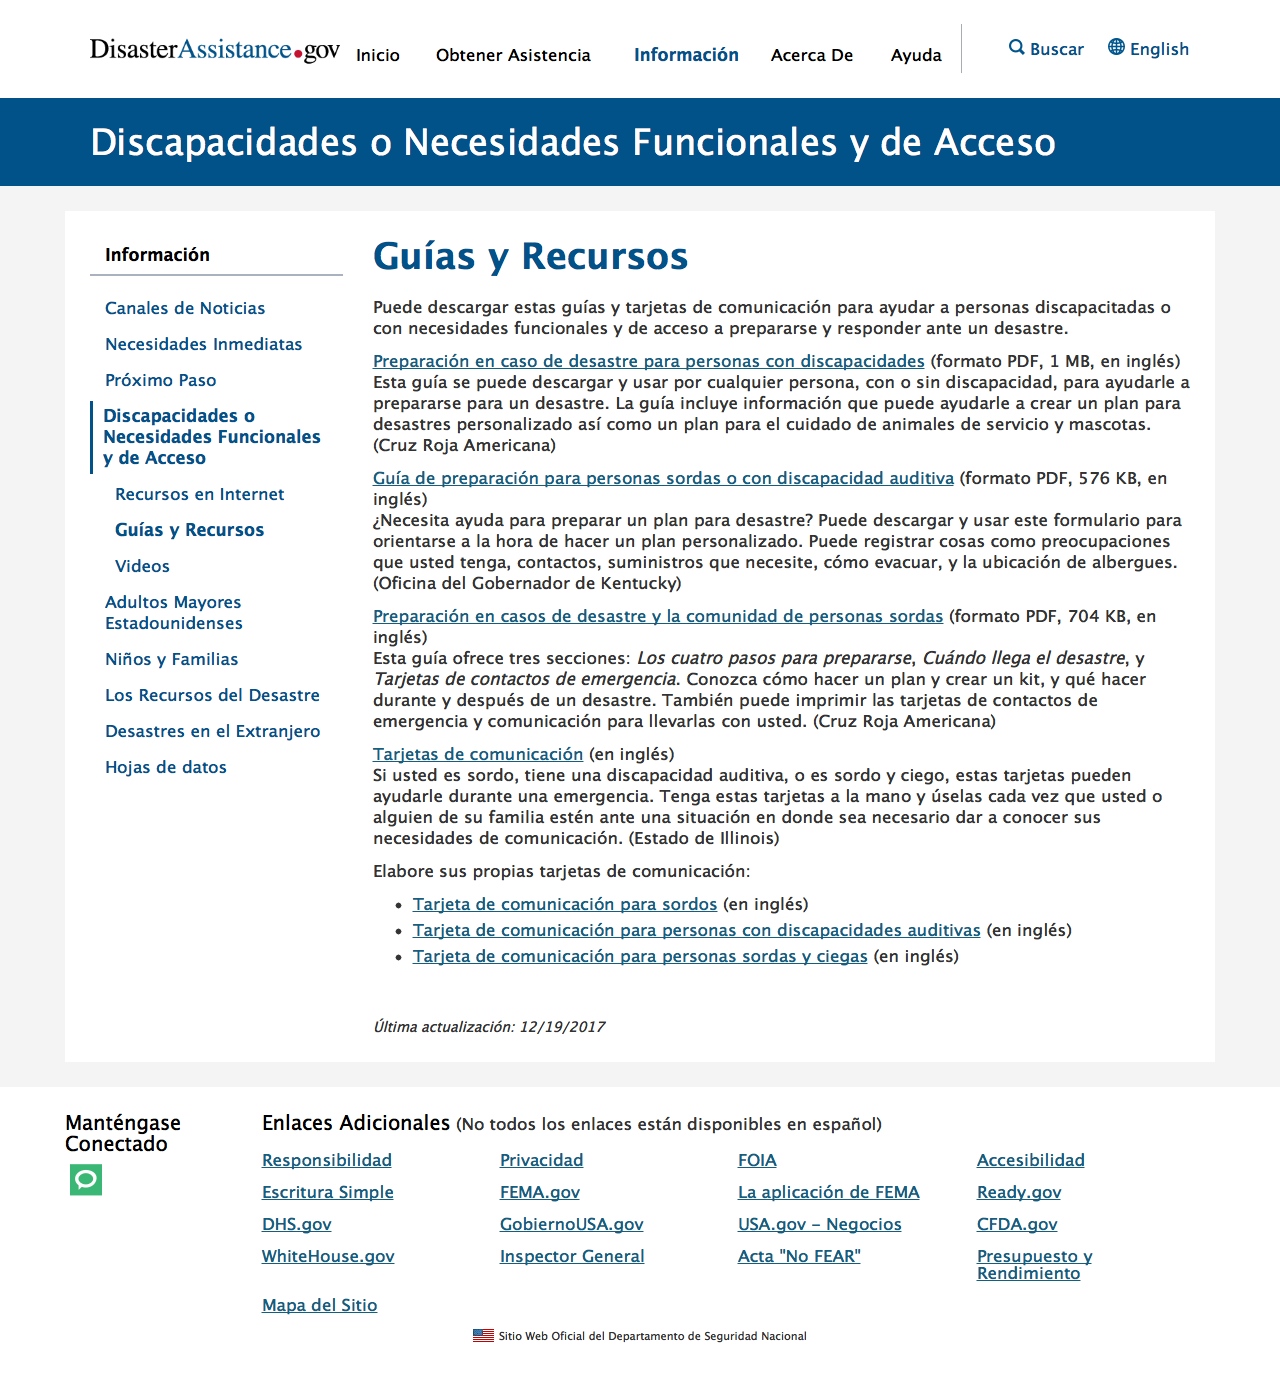 DisasterAssistance.gov
Inicio
Obtener Asistencia
Información
Acerca De
Ayuda
Buscar
English
Discapacidades o Necesidades Funcionales y de Acceso
Información
Canales de Noticias
Necesidades Inmediatas
Próximo Paso
Discapacidades o
Necesidades Funcionales
y de Acceso
Recursos en Internet
Guías y Recursos
Videos
Adultos Mayores
Estadounidenses
Niños y Familias
Los Recursos del Desastre
Desastres en el Extranjero
Hojas de datos
Guías y Recursos
Puede descargar estas guías y tarjetas de comunicación para ayudar a personas discapacitadas o
con necesidades funcionales y de acceso a prepararse y responder ante un desastre.
Preparación en caso de desastre para personas con discapacidades (formato PDF, 1 MB, en inglés)
Esta guía se puede descargar y usar por cualquier persona, con o sin discapacidad, para ayudarle a
prepararse para un desastre. La guía incluye información que puede ayudarle a crear un plan para
desastres personalizado así como un plan para el cuidado de animales de servicio y mascotas.
(Cruz Roja Americana)
Guía de preparación para personas sordas o con discapacidad auditiva (formato PDF, 576 KB, en
inglés)
¿Necesita ayuda para preparar un plan para desastre? Puede descargar y usar este formulario para
orientarse a la hora de hacer un plan personalizado. Puede registrar cosas como preocupaciones
que usted tenga, contactos, suministros que necesite, cómo evacuar, y la ubicación de albergues.
(Oficina del Gobernador de Kentucky)
Preparación en casos de desastre y la comunidad de personas sordas (formato PDF, 704 KB, en
inglés)
Esta guía ofrece tres secciones: Los cuatro pasos para prepararse, Cuándo llega el desastre, y
Tarjetas de contactos de emergencia. Conozca cómo hacer un plan y crear un kit, y qué hacer
durante y después de un desastre. También puede imprimir las tarjetas de contactos de
emergencia y comunicación para llevarlas con usted. (Cruz Roja Americana)
Tarjetas de comunicación (en inglés)
Si usted es sordo, tiene una discapacidad auditiva, o es sordo y ciego, estas tarjetas pueden
ayudarle durante una emergencia. Tenga estas tarjetas a la mano y úselas cada vez que usted o
alguien de su familia estén ante una situación en donde sea necesario dar a conocer sus
necesidades de comunicación. (Estado de Illinois)
Elabore sus propias tarjetas de comunicación:
• Tarjeta de comunicación para sordos (en inglés)
• Tarjeta de comunicación para personas con discapacidades auditivas (en inglés)
• Tarjeta de comunicación para personas sordas y ciegas (en inglés)
Última actualización: 12/19/2017
Manténgase
Conectado
Enlaces Adicionales (No todos los enlaces están disponibles en español)
Responsibilidad
Privacidad
FOIA
Accesibilidad
Escritura Simple
FEMA.gov
La aplicación de FEMA
Ready.gov
DHS.gov
GobiernoUSA.gov
USA.gov – Negocios
CFDA.gov
WhiteHouse.gov
Inspector General
Acta "No FEAR"
Presupuesto y
Rendimiento
Mapa del Sitio
Sitio Web Oficial del Departamento de Seguridad Nacional